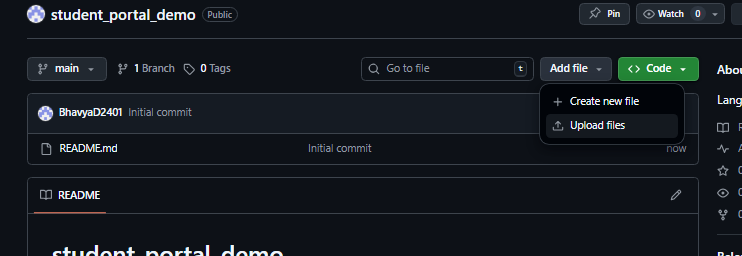 student_portal_demo Public
Pin
Watch 0
main
1 Branch
0 Tags
Go to file
t
Add file
Code
Create new file
Upload files
BhavyaD2401 Initial commit
README.md Initial commit now
README
student_portal_demo
Abou
Lang